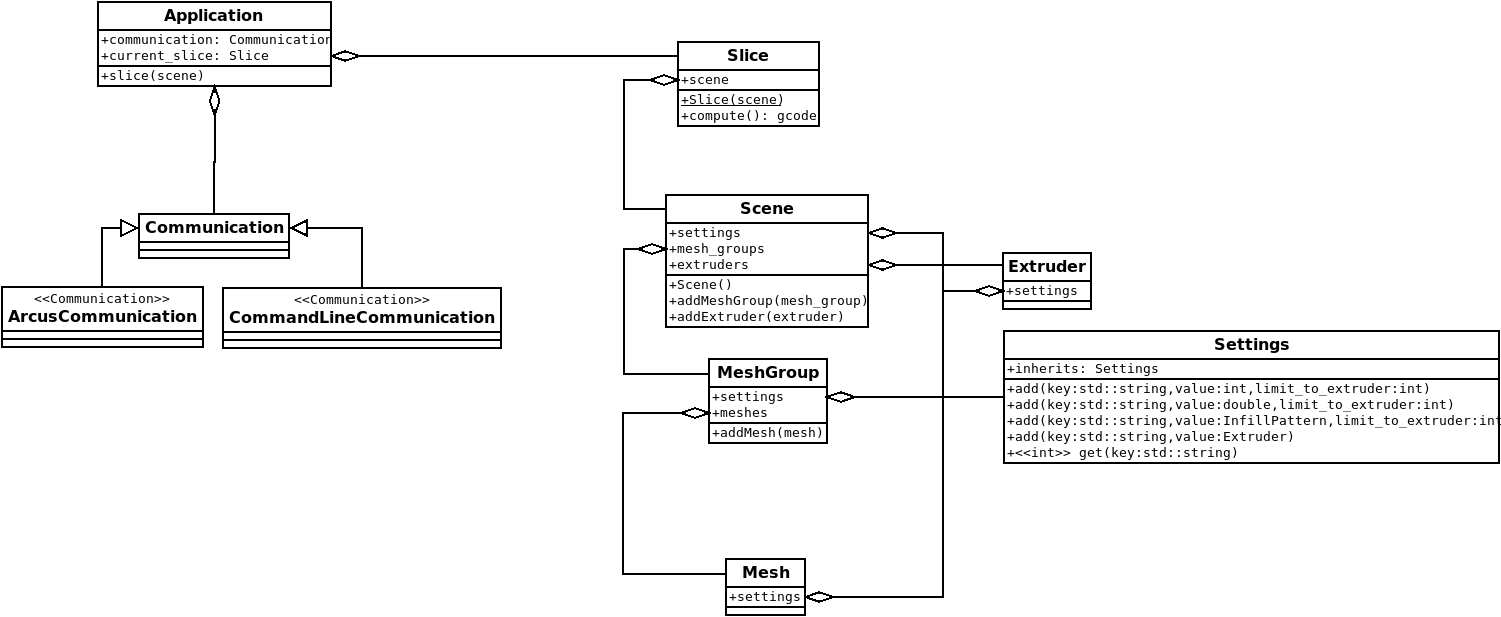 Application
+communication: Communication
+current_slice: Slice
+slice(scene)
Slice
+scene
+Slice(scene)
+compute(): gcode
Communication
<<Communication>>
ArcusCommunication
<<Communication>>
CommandLineCommunication
Scene
+settings
+mesh_groups
+extruders
+Scene()
+addMeshGroup(mesh_group)
+addExtruder(extruder)
Extruder
+settings
Settings
+inherits: Settings
+add(key:std::string,value:int,limit_to_extruder:int)
+add(key:std::string,value:double,limit_to_extruder:int)
+add(key:std::string,value:InfillPattern,limit_to_extruder:int
+add(key:std::string,value:Extruder)
+<<int>> get(key:std::string)
MeshGroup
+settings
+meshes
+addMesh(mesh)
Mesh
+settings